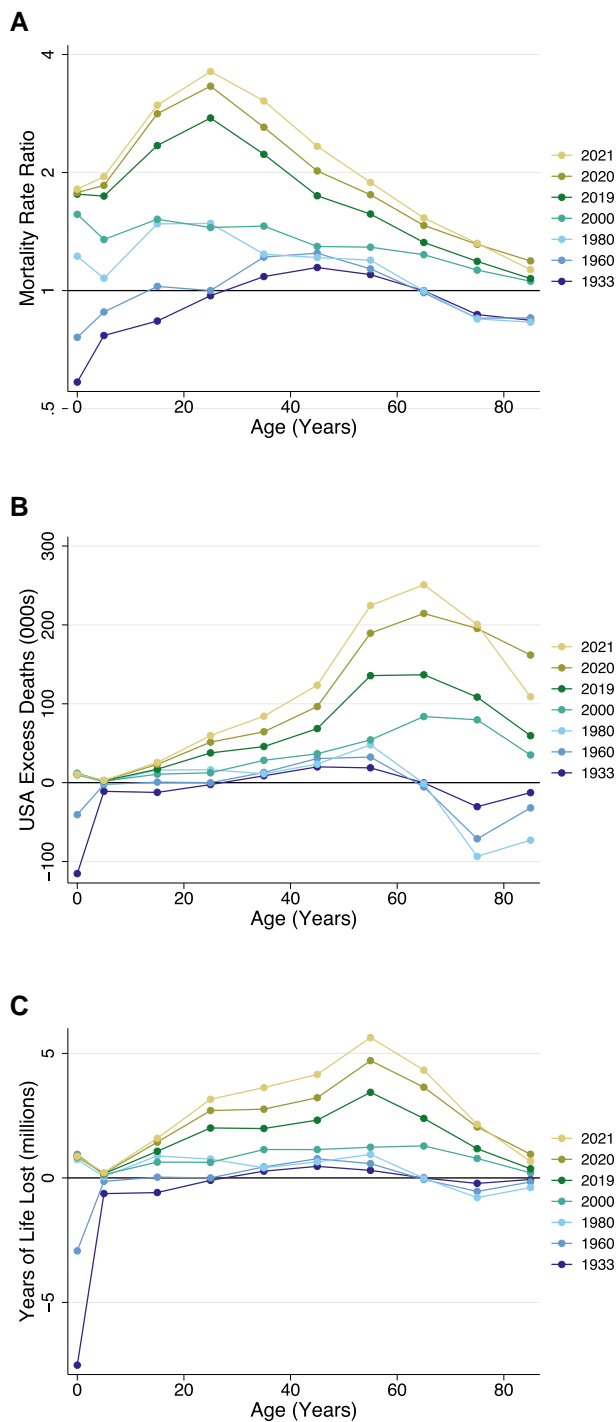 A
Mortality Rate Ratio
4
2
1
.5
0 20 40 60 80
Age (Years)
2021
2020
2019
2000
1980
1960
1933
B
USA Excess Deaths (000s)
300
200
100
0
−100
0 20 40 60 80
Age (Years)
2021
2020
2019
2000
1980
1960
1933
C
Years of Life Lost (millions)
5
0
−5
0 20 40 60 80
Age (Years)
2021
2020
2019
2000
1980
1960
1933